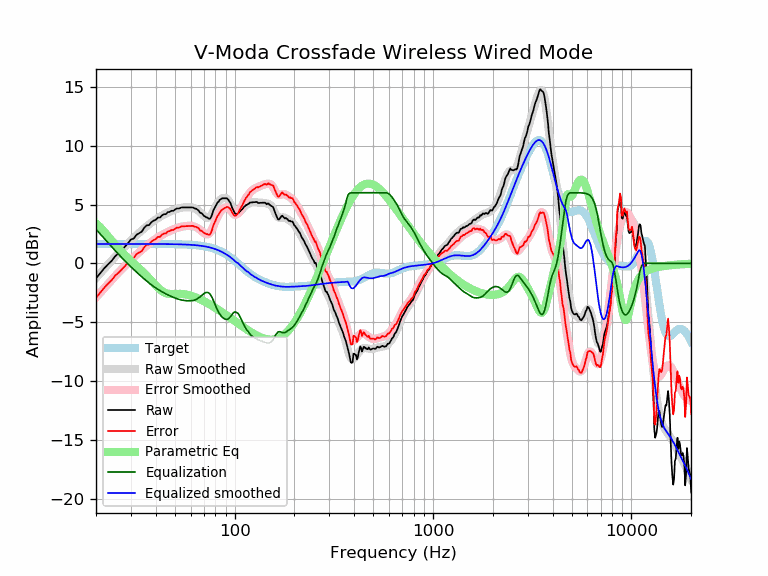 V-Moda Crossfade Wireless Wired Mode
15
10
5
0
−5
−10
−15
−20
Amplitude (dBr)
Target
Raw Smoothed
Error Smoothed
Raw
Error
Parametric Eq
Equalization
Equalized smoothed
100
1000
10000
Frequency (Hz)